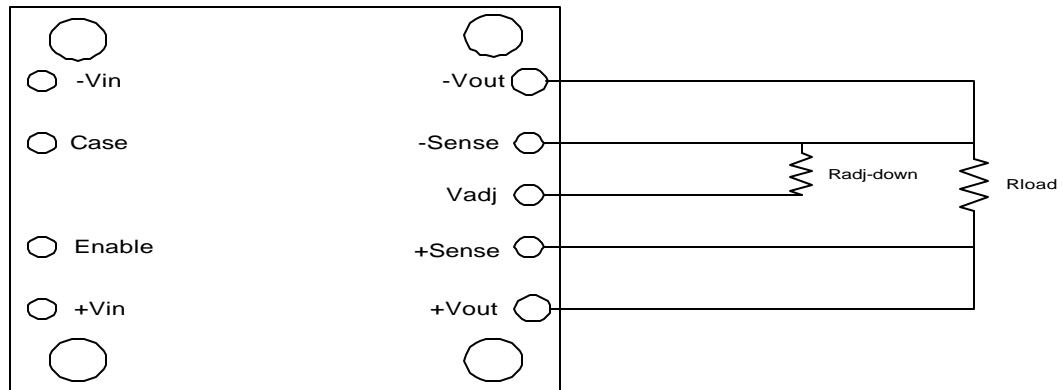 -Vin
-Vout
Case
-Sense
Radj-down
Rload
Vadj
Enable
+Sense
+Vin
+Vout